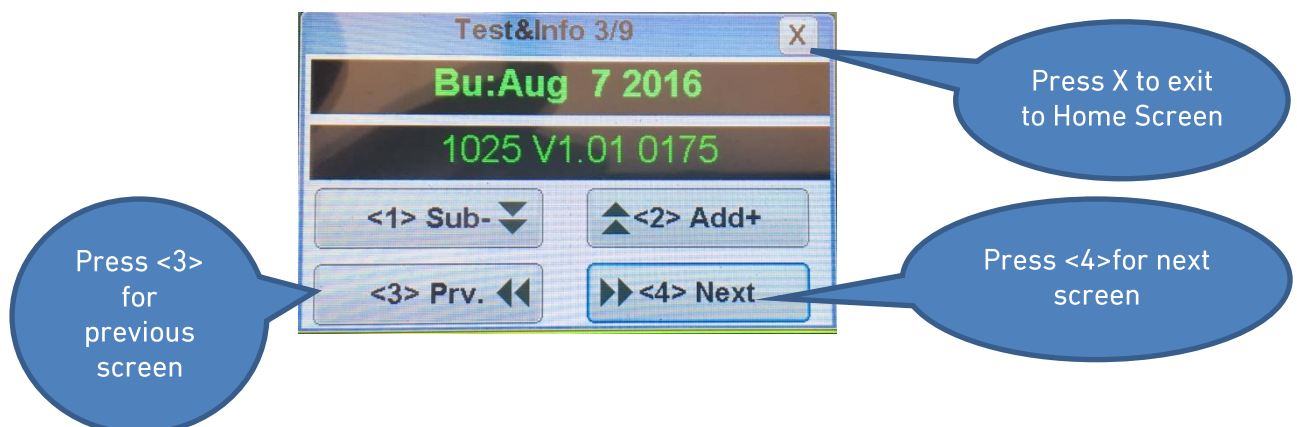 Test&Info 3/9
X
Bu:Aug 7 2016
1025 V1.01 0175
<1> Sub-
<2> Add+
<3> Prv.
<4> Next
Press X to exit
to Home Screen
Press <3>
for
previous
screen
Press <4>for next
screen